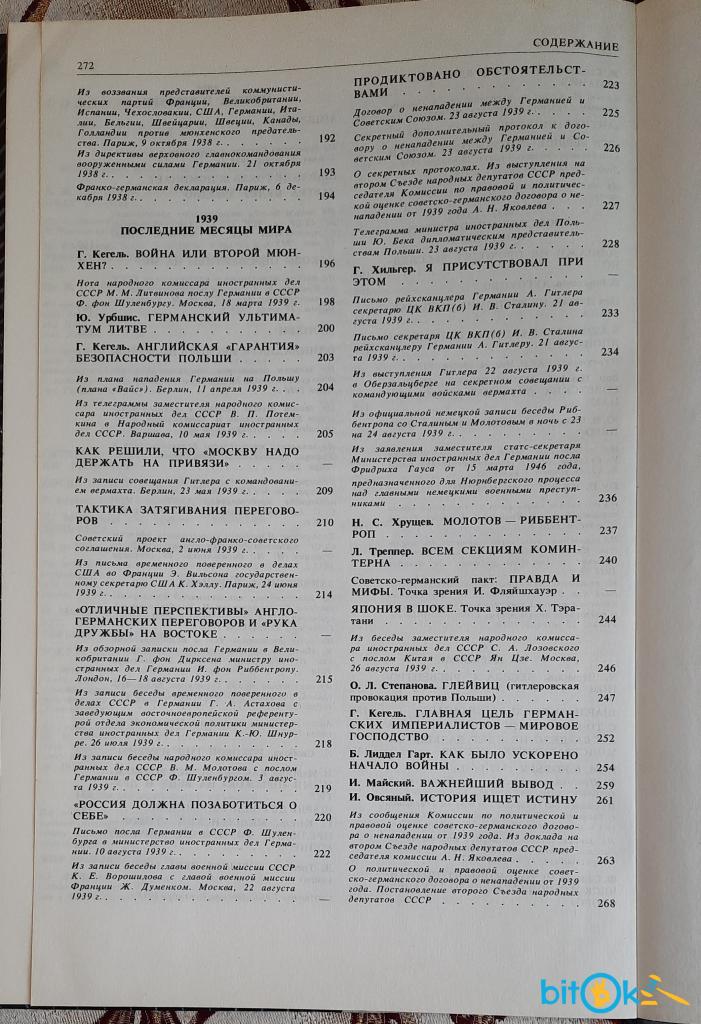 272
СОДЕРЖАНИЕ
Из воззвания представителей коммунисти-
ческих партий Франции, Великобритании,
Испании, Чехословакии, США, Германии, Ита-
лии, Бельгии, Швейцарии, Швеции, Канады,
Голландии против мюнхенского предатель-
ства. Париж, 9 октября 1938 г. . . . . . . 192
Из директивы верховного главнокомандования
вооруженными силами Германии. 21 октября
1938 г. . . . . . . . . . . . . . . 193
Франко-германская декларация. Париж, 6 де-
кабря 1938 г. . . . . . . . . . . . . 194
1939
ПОСЛЕДНИЕ МЕСЯЦЫ МИРА
Г. Кегель. ВОЙНА ИЛИ ВТОРОЙ МЮН-
ХЕН? . . . . . . . . . . . . . . 196
Нота народного комиссара иностранных дел
СССР М. М. Литвинова послу Германии в СССР
Ф. фон Шуленбургу. Москва, 18 марта 1939 г. . 198
Ю. Урбшис. ГЕРМАНСКИЙ УЛЬТИМА-
ТУМ ЛИТВЕ . . . . . . . . . . . . 200
Г. Кегель. АНГЛИЙСКАЯ «ГАРАНТИЯ»
БЕЗОПАСНОСТИ ПОЛЬШИ . . . . . 203
Из плана нападения Германии на Польшу
(плана «Вайс»). Берлин, 11 апреля 1939 г. . . . 204
Из телеграммы заместителя народного комис-
сара иностранных дел СССР В. П. Потем-
кина в Народный комиссариат иностранных
дел СССР. Варшава, 10 мая 1939 г. . . . . 205
КАК РЕШИЛИ, ЧТО «МОСКВУ НАДО
ДЕРЖАТЬ НА ПРИВЯЗИ» . . . . . . —
Из записи совещания Гитлера с командовани-
ем вермахта. Берлин, 23 мая 1939 г. . . . . 209
ТАКТИКА ЗАТЯГИВАНИЯ ПЕРЕГОВО-
РОВ . . . . . . . . . . . . . . . 210
Советский проект англо-франко-советского
соглашения. Москва, 2 июня 1939 г. . . . . . —
Из письма временного поверенного в делах
США во Франции Э. Вильсона государствен-
ному секретарю США К. Хэллу. Париж, 24 июня
1939 г. . . . . . . . . . . . . . . 214
«ОТЛИЧНЫЕ ПЕРСПЕКТИВЫ» АНГЛО-
ГЕРМАНСКИХ ПЕРЕГОВОРОВ И «РУКА
ДРУЖБЫ» НА ВОСТОКЕ . . . . . . —
Из обзорной записки посла Германии в Вели-
кобритании Г. фон Дирксена министру ино-
странных дел Германии И. фон Риббентропу.
Лондон, 16—18 августа 1939 г. . . . . . . 215
Из записи беседы временного поверенного в
делах СССР в Германии Г. А. Астахова с
заведующим восточноевропейской референту-
рой отдела экономической политики министер-
ства иностранных дел Германии К.-Ю. Шнур-
ре. 26 июля 1939 г. . . . . . . . . . . 218
Из записи беседы народного комиссара иност-
ранных дел СССР В. М. Молотова с послом
Германии в СССР Ф. Шуленбургом. 3 авгус-
та 1939 г. . . . . . . . . . . . . . 219
«РОССИЯ ДОЛЖНА ПОЗАБОТИТЬСЯ О
СЕБЕ» . . . . . . . . . . . . . . 220
Письмо посла Германии в СССР Ф. Шулен-
бурга в министерство иностранных дел Герма-
нии. 10 августа 1939 г. . . . . . . . . . 222
Из записи беседы главы военной миссии СССР
К. Е. Ворошилова с главой военной миссии
Франции Ж. Думенком. Москва, 22 августа
1939 г. . . . . . . . . . . . . . . —
ПРОДИКТОВАНО ОБСТОЯТЕЛЬСТ-
ВАМИ . . . . . . . . . . . . . . 223
Договор о ненападении между Германией и
Советским Союзом. 23 августа 1939 г. . . . . 225
Секретный дополнительный протокол к дого-
вору о ненападении между Германией и Со-
ветским Союзом. 23 августа 1939 г. . . . . 226
О секретных протоколах. Из выступления на
втором Съезде народных депутатов СССР пред-
седателя Комиссии по правовой и политичес-
кой оценке советско-германского договора о не-
нападении от 1939 года А. Н. Яковлева . . . 227
Телеграмма министра иностранных дел Поль-
ши Ю. Бека дипломатическим представитель-
ствам Польши. 23 августа 1939 г. . . . . . 228
Г. Хильгер. Я ПРИСУТСТВОВАЛ ПРИ
ЭТОМ . . . . . . . . . . . . . . —
Письмо рейхсканцлера Германии А. Гитлера
секретарю ЦК ВКП(б) И. В. Сталину. 21 ав-
густа 1939 г. . . . . . . . . . . . . 233
Письмо секретаря ЦК ВКП(б) И. В. Сталина
рейхсканцлеру Германии А. Гитлеру. 21 авгус-
та 1939 г. . . . . . . . . . . . . . 234
Из выступления Гитлера 22 августа 1939 г.
в Оберзальцберге на секретном совещании с
командующими войсками вермахта . . . . . —
Из официальной немецкой записи беседы Риб-
бентропа со Сталиным и Молотовым в ночь с 23
на 24 августа 1939 г. . . . . . . . . . —
Из заявления заместителя статс-секретаря
Министерства иностранных дел Германии посла
Фридриха Гауса от 15 марта 1946 года,
предназначенного для Нюрнбергского процесса
над главными немецкими военными преступ-
никами . . . . . . . . . . . . . . 236
Н. С. Хрущев. МОЛОТОВ — РИББЕНТ-
РОП . . . . . . . . . . . . . . . 237
Л. Треппер. ВСЕМ СЕКЦИЯМ КОМИН-
ТЕРНА . . . . . . . . . . . . . . 240
Советско-германский пакт: ПРАВДА И
МИФЫ. Точка зрения И. Фляйшхауэр . . —
ЯПОНИЯ В ШОКЕ. Точка зрения Х. Тэра-
тани . . . . . . . . . . . . . . . 244
Из беседы заместителя народного комисса-
ра иностранных дел СССР С. А. Лозовского
с послом Китая в СССР Ян Цзе. Москва,
26 августа 1939 г. . . . . . . . . . . 246
О. Л. Степанова. ГЛЕЙВИЦ (гитлеровская
провокация против Польши) . . . . . . 247
Г. Кегель. ГЛАВНАЯ ЦЕЛЬ ГЕРМАН-
СКИХ ИМПЕРИАЛИСТОВ — МИРОВОЕ
ГОСПОДСТВО . . . . . . . . . . . 252
Б. Лиддел Гарт. КАК БЫЛО УСКОРЕНО
НАЧАЛО ВОЙНЫ . . . . . . . . . . 254
И. Майский. ВАЖНЕЙШИЙ ВЫВОД . . 259
И. Овсяный. ИСТОРИЯ ИЩЕТ ИСТИНУ 261
Из сообщения Комиссии по политической и
правовой оценке советско-германского догово-
ра о ненападении от 1939 года. Из доклада на
втором Съезде народных депутатов СССР пред-
седателя комиссии А. Н. Яковлева . . . . . 263
О политической и правовой оценке совет-
ско-германского договора о ненападении от 1939
года. Постановление второго Съезда народных
депутатов СССР . . . . . . . . . . . 268
bitok